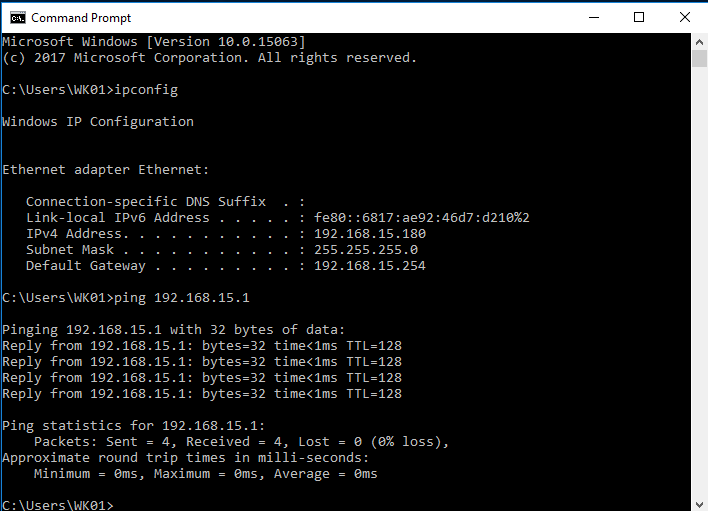 Command Prompt
Microsoft Windows [Version 10.0.15063]
(c) 2017 Microsoft Corporation. All rights reserved.
C:\Users\WK01>ipconfig
Windows IP Configuration
Ethernet adapter Ethernet:
   Connection-specific DNS Suffix  . :
   Link-local IPv6 Address . . . . . : fe80::6817:ae92:46d7:d210%2
   IPv4 Address. . . . . . . . . . . : 192.168.15.180
   Subnet Mask . . . . . . . . . . . : 255.255.255.0
   Default Gateway . . . . . . . . . : 192.168.15.254
C:\Users\WK01>ping 192.168.15.1
Pinging 192.168.15.1 with 32 bytes of data:
Reply from 192.168.15.1: bytes=32 time<1ms TTL=128
Reply from 192.168.15.1: bytes=32 time<1ms TTL=128
Reply from 192.168.15.1: bytes=32 time<1ms TTL=128
Reply from 192.168.15.1: bytes=32 time<1ms TTL=128
Ping statistics for 192.168.15.1:
    Packets: Sent = 4, Received = 4, Lost = 0 (0% loss),
Approximate round trip times in milli-seconds:
    Minimum = 0ms, Maximum = 0ms, Average = 0ms
C:\Users\WK01>